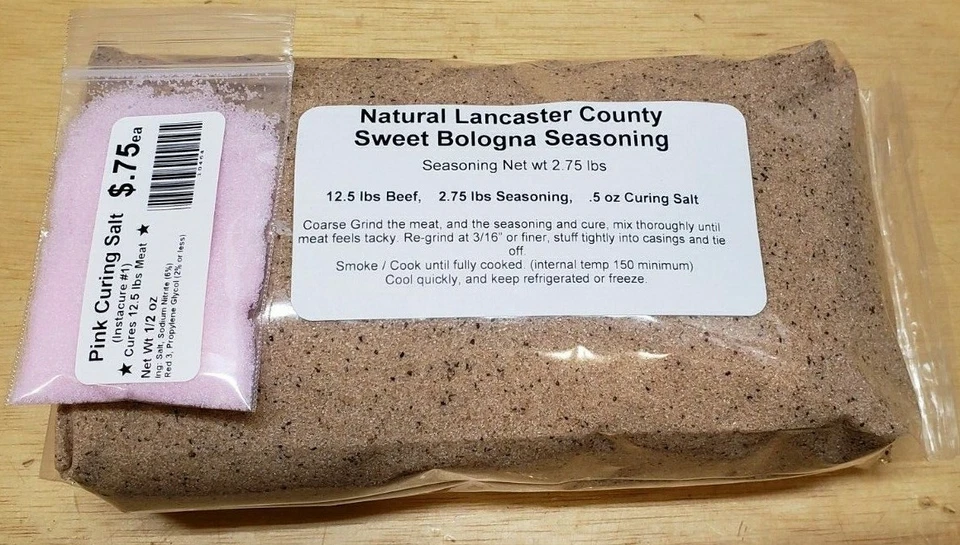 Pink Curing Salt $.75ea
(Instacure #1)
★ Cures 12.5 lbs Meat ★
Net Wt 1/2 oz
Ing: Salt, Sodium Nitrite (6%)
Red 3, Propylene Glycol (2% or less)
10464
Natural Lancaster County
Sweet Bologna Seasoning
Seasoning Net wt 2.75 lbs
12.5 lbs Beef, 2.75 lbs Seasoning, .5 oz Curing Salt
Coarse Grind the meat, and the seasoning and cure, mix thoroughly until
meat feels tacky. Re-grind at 3/16" or finer, stuff tightly into casings and tie
off.
Smoke / Cook until fully cooked. (internal temp 150 minimum)
Cool quickly, and keep refrigerated or freeze.